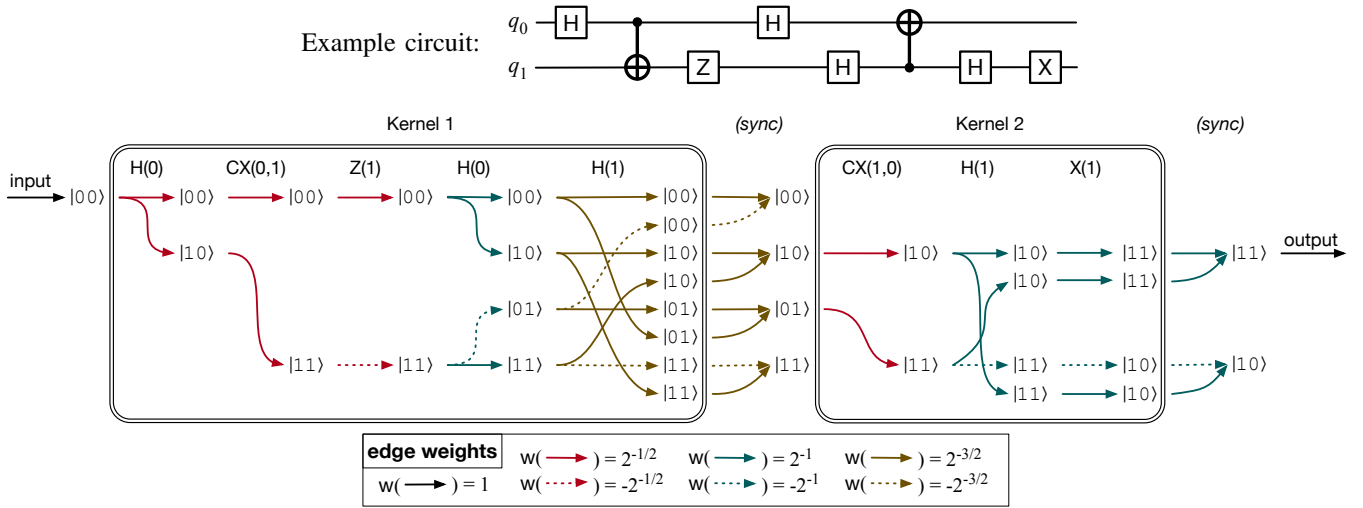 q0 H H
Example circuit:
q1 Z H H X
Kernel 1 (sync) Kernel 2 (sync)
H(0) CX(0,1) Z(1) H(0) H(1) CX(1,0) H(1) X(1)
input |00⟩ |00⟩ |00⟩ |00⟩ |00⟩ |00⟩ |00⟩
|00⟩
|10⟩ |10⟩ |10⟩ |10⟩ |10⟩ |10⟩ |11⟩ |11⟩ output
|10⟩ |10⟩ |11⟩
|01⟩ |01⟩ |01⟩
|01⟩
|11⟩ |11⟩ |11⟩ |11⟩ |11⟩ |11⟩ |11⟩ |10⟩ |10⟩
|11⟩ |11⟩ |10⟩
edge weights w( ) = 2^-1/2 w( ) = 2^-1 w( ) = 2^-3/2
w( ) = 1 w( ) = -2^-1/2 w( ) = -2^-1 w( ) = -2^-3/2